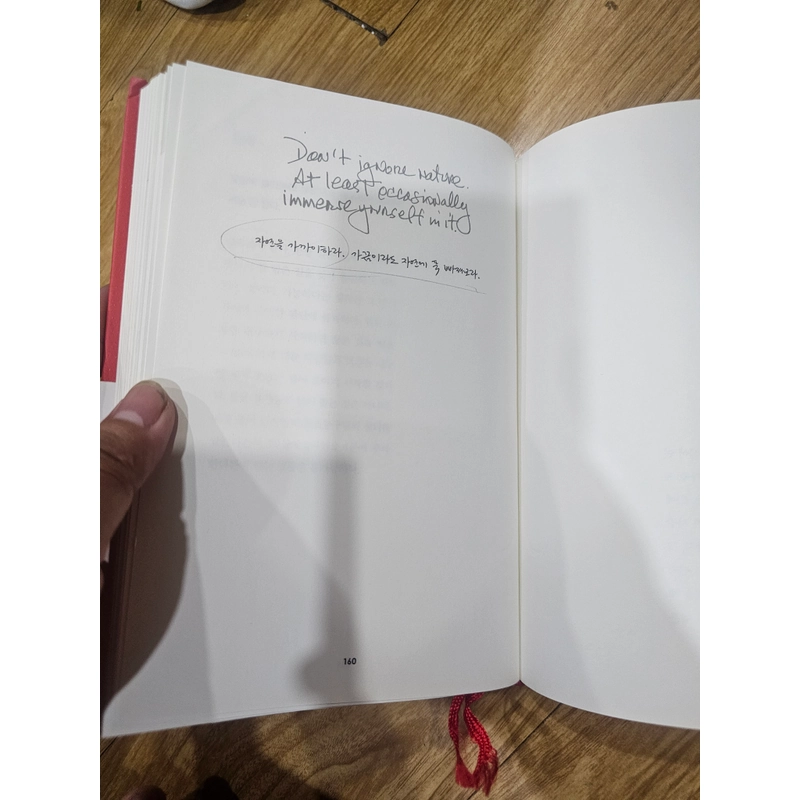 Don't ignore nature.
At least occasionally
immerse yourself in it.
자연을 가까이하라. 가끔이라도 자연에 푹 빠져보라.
160